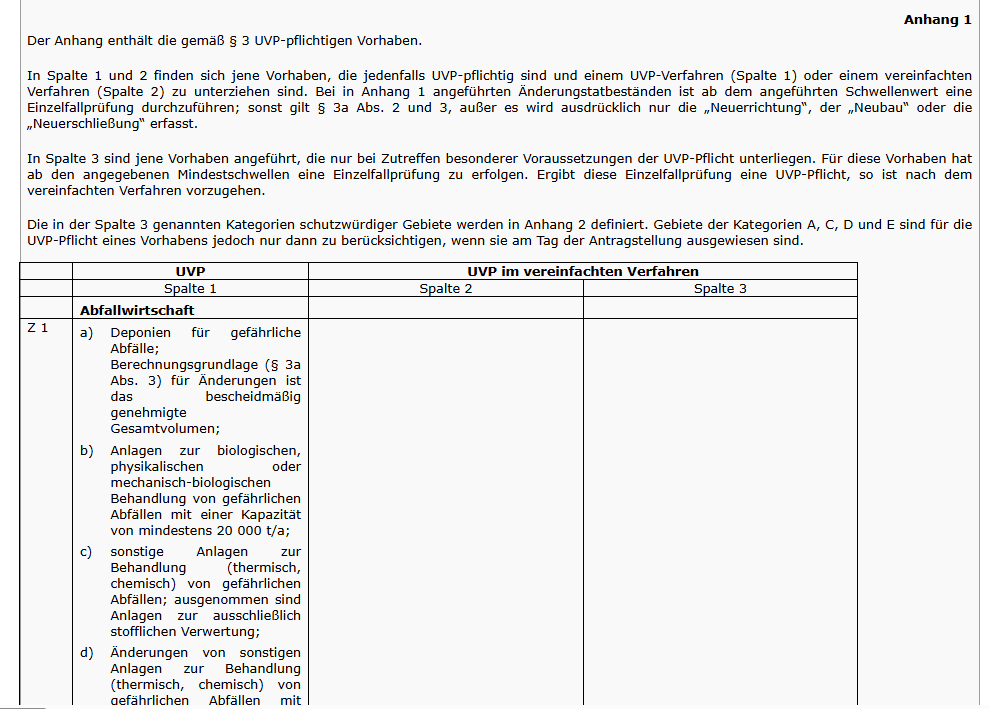 Anhang 1
Der Anhang enthält die gemäß § 3 UVP-pflichtigen Vorhaben.
In Spalte 1 und 2 finden sich jene Vorhaben, die jedenfalls UVP-pflichtig sind und einem UVP-Verfahren (Spalte 1) oder einem vereinfachten
Verfahren (Spalte 2) zu unterziehen sind. Bei in Anhang 1 angeführten Änderungstatbeständen ist ab dem angeführten Schwellenwert eine
Einzelfallprüfung durchzuführen; sonst gilt § 3a Abs. 2 und 3, außer es wird ausdrücklich nur die „Neuerrichtung“, der „Neubau“ oder die
„Neuerschließung“ erfasst.
In Spalte 3 sind jene Vorhaben angeführt, die nur bei Zutreffen besonderer Voraussetzungen der UVP-Pflicht unterliegen. Für diese Vorhaben hat
ab den angegebenen Mindestschwellen eine Einzelfallprüfung zu erfolgen. Ergibt diese Einzelfallprüfung eine UVP-Pflicht, so ist nach dem
vereinfachten Verfahren vorzugehen.
Die in der Spalte 3 genannten Kategorien schutzwürdiger Gebiete werden in Anhang 2 definiert. Gebiete der Kategorien A, C, D und E sind für die
UVP-Pflicht eines Vorhabens jedoch nur dann zu berücksichtigen, wenn sie am Tag der Antragstellung ausgewiesen sind.
UVP UVP im vereinfachten Verfahren
Spalte 1 Spalte 2 Spalte 3
Abfallwirtschaft
Z 1 a) Deponien für gefährliche
Abfälle;
Berechnungsgrundlage (§ 3a
Abs. 3) für Änderungen ist
das bescheidmäßig
genehmigte
Gesamtvolumen;
b) Anlagen zur biologischen,
physikalischen oder
mechanisch-biologischen
Behandlung von gefährlichen
Abfällen mit einer Kapazität
von mindestens 20 000 t/a;
c) sonstige Anlagen zur
Behandlung (thermisch,
chemisch) von gefährlichen
Abfällen; ausgenommen sind
Anlagen zur ausschließlich
stofflichen Verwertung;
d) Änderungen von sonstigen
Anlagen zur Behandlung
(thermisch, chemisch) von
gefährlichen Abfällen mit